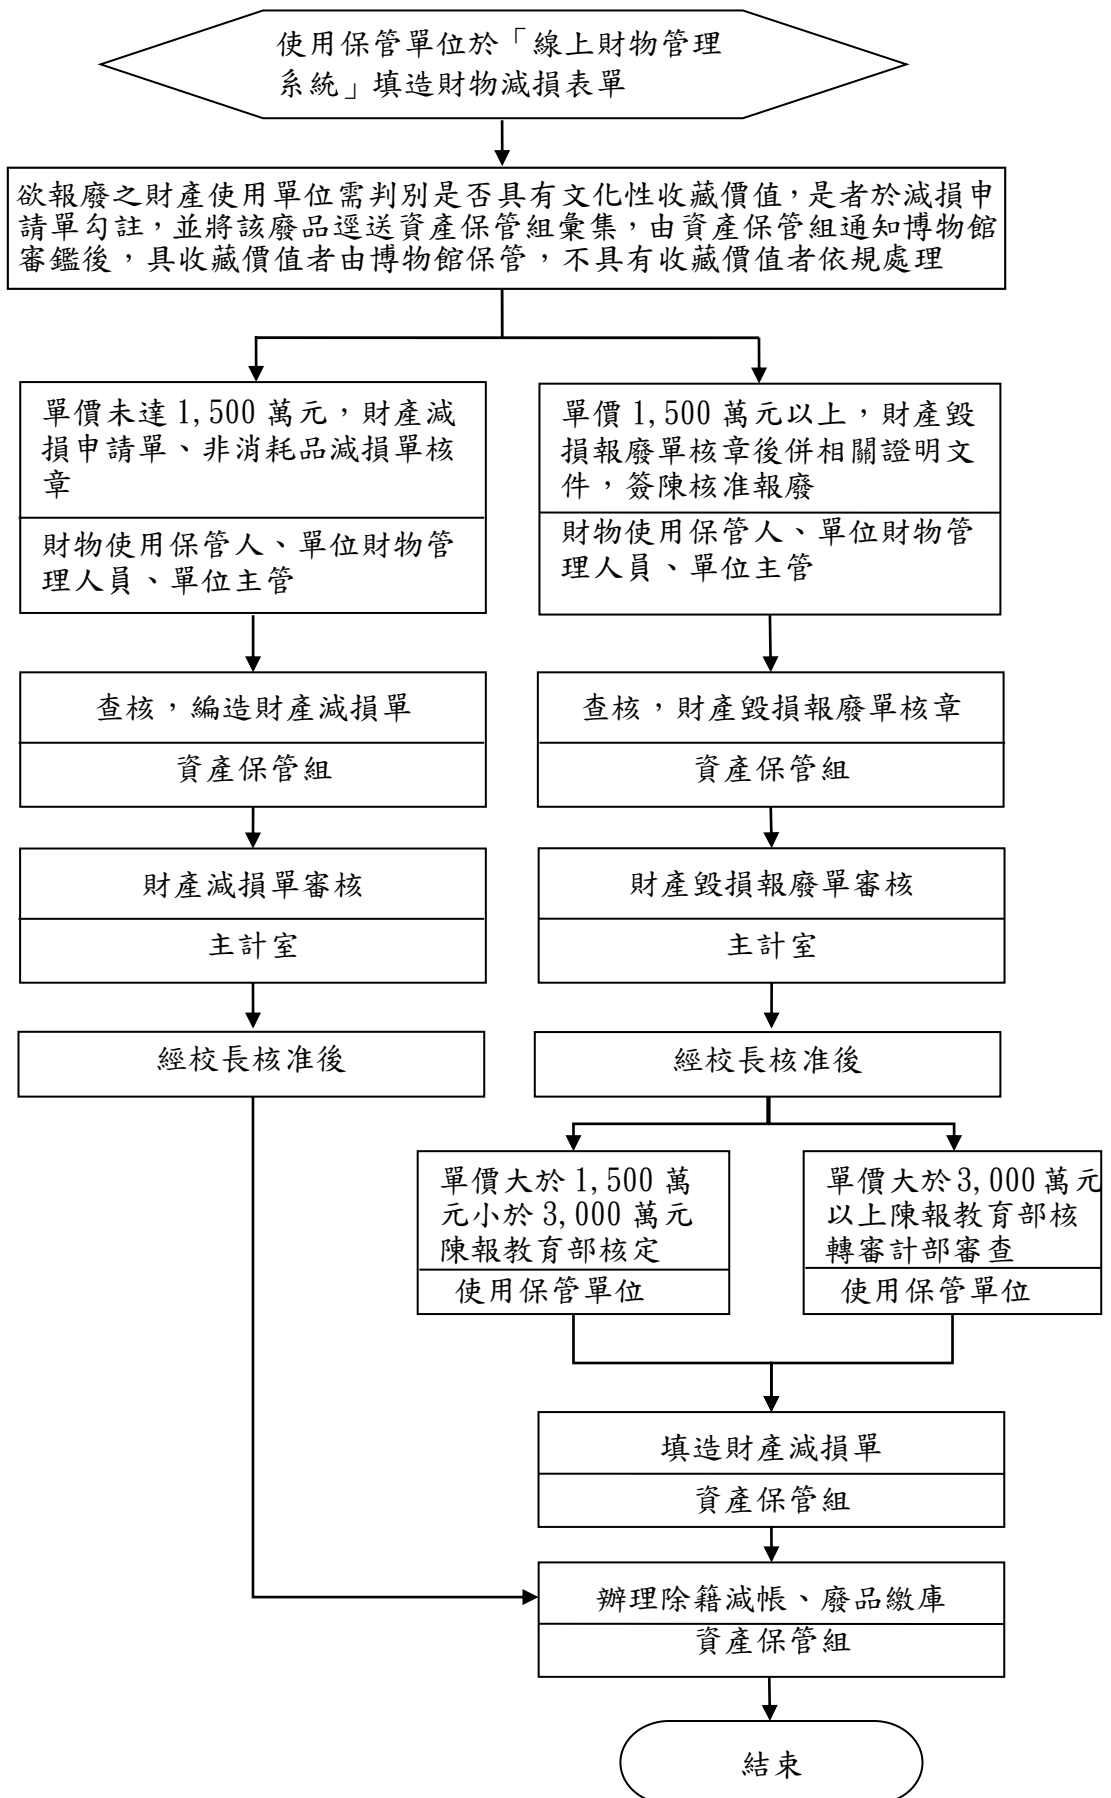 使用保管單位於「線上財物管理
系統」填造財物減損表單
欲報廢之財產使用單位需判別是否具有文化性收藏價值，是者於減損申
請單勾註，並將該廢品逕送資產保管組彙集，由資產保管組通知博物館
審鑑後，具收藏價值者由博物館保管，不具有收藏價值者依規處理
單價未達 1,500 萬元，財產減
損申請單、非消耗品減損單核
章
財物使用保管人、單位財物管
理人員、單位主管
單價 1,500 萬元以上，財產毀
損報廢單核章後併相關證明文
件，簽陳核准報廢
財物使用保管人、單位財物管
理人員、單位主管
查核，編造財產減損單
資產保管組
查核，財產毀損報廢單核章
資產保管組
財產減損單審核
主計室
財產毀損報廢單審核
主計室
經校長核准後
經校長核准後
單價大於 1,500 萬
元小於 3,000 萬元
陳報教育部核定
使用保管單位
單價大於 3,000 萬元
以上陳報教育部核
轉審計部審查
使用保管單位
填造財產減損單
資產保管組
辦理除籍減帳、廢品繳庫
資產保管組
結束